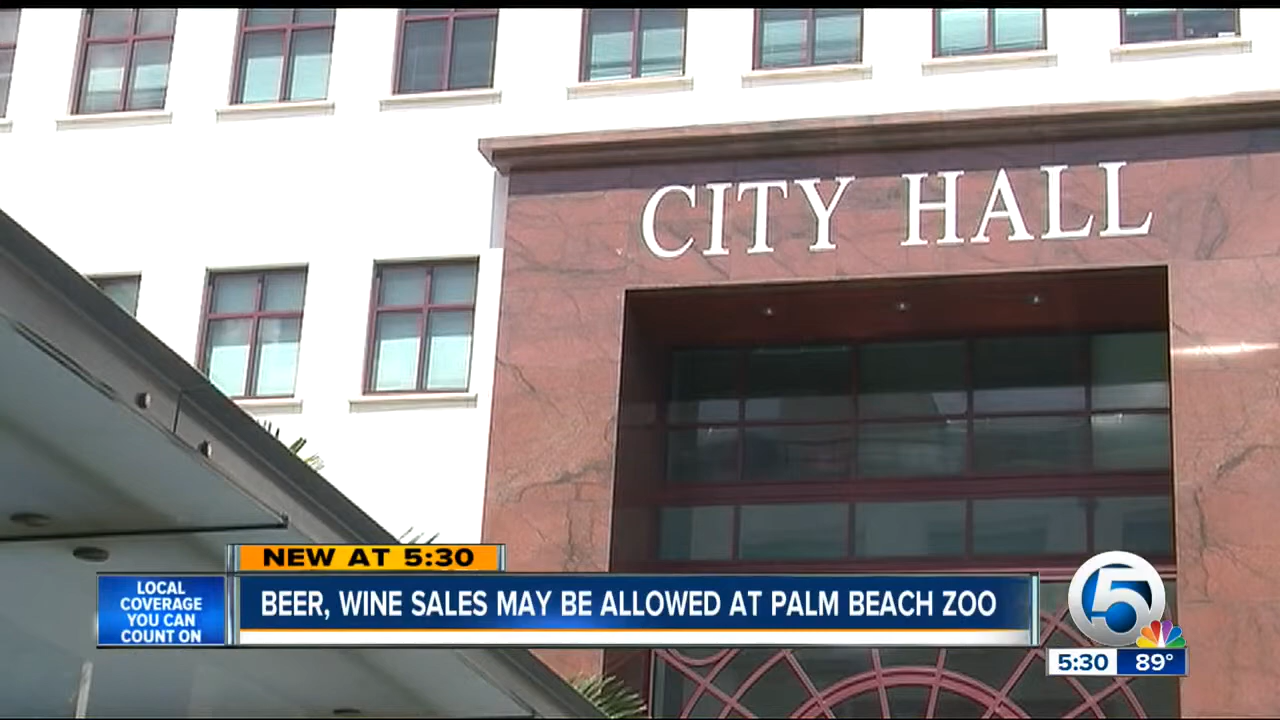 CITY HALL
NEW AT 5:30
LOCAL
COVERAGE
YOU CAN
COUNT ON
BEER, WINE SALES MAY BE ALLOWED AT PALM BEACH ZOO
5
5:30 89°